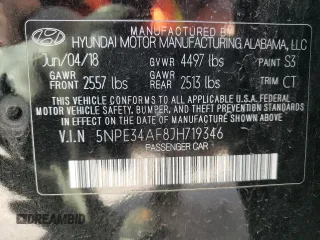 HYUNDAI MOTOR MANUFACTURING ALABAMA, LLC
Jun/04/18 GVWR 4497 lbs PAINT S3
GAWR FRONT 2557 lbs GAWR REAR 2513 lbs TRIM CT
THIS VEHICLE CONFORMS TO ALL APPLICABLE FEDERAL
MOTOR VEHICLE SAFETY, BUMPER, AND THEFT
PREVENTION STANDARDS IN EFFECT ON THE DATE OF
MANUFACTURE SHOWN ABOVE.
V.I.N 5NPE34AF8JH719346
PASSENGER CAR
DREAMBID